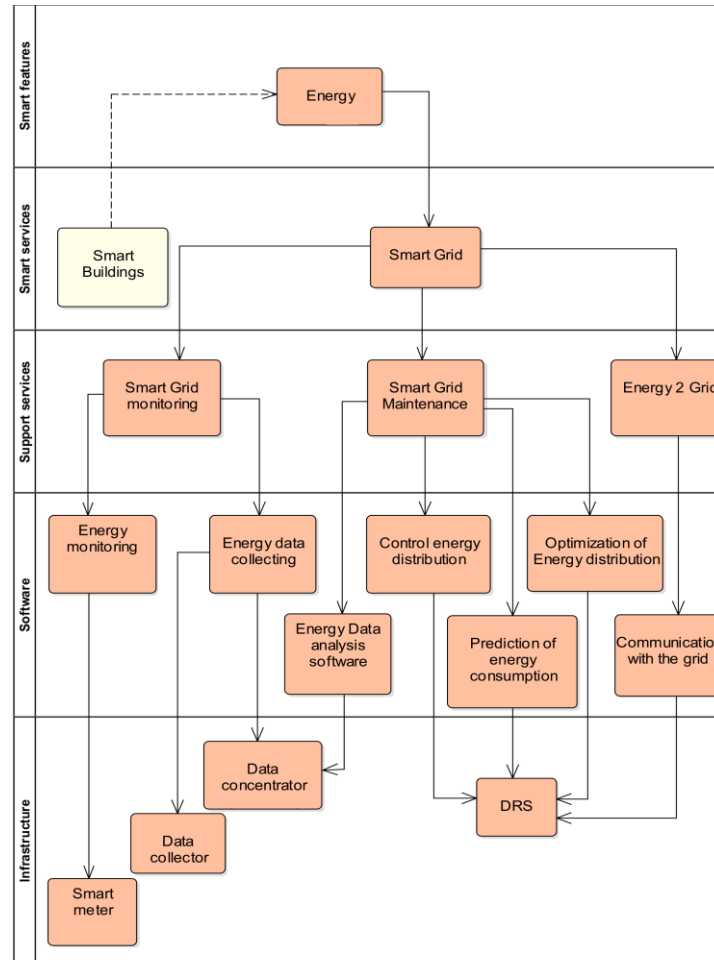 Smart features
Energy
Smart services
Smart
Buildings
Smart Grid
Support services
Smart Grid
monitoring
Smart Grid
Maintenance
Energy 2 Grid
Software
Energy
monitoring
Energy data
collecting
Control energy
distribution
Optimization of
Energy distribution
Energy Data
analysis
software
Prediction of
energy
consumption
Communication
with the grid
Infrastructure
Data
concentrator
DRS
Data
collector
Smart
meter